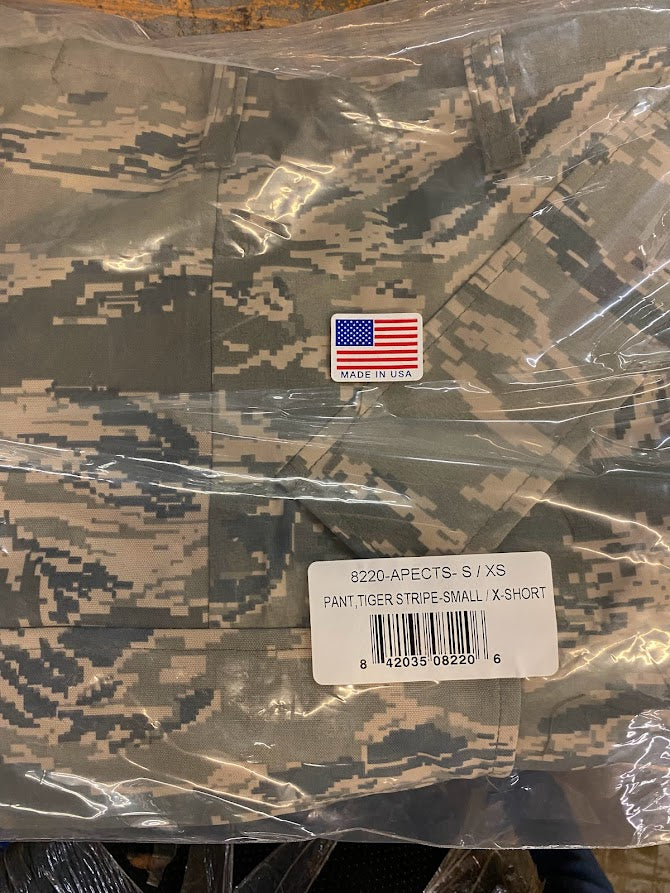 MADE IN USA
8220-APECTS- S / XS
PANT,TIGER STRIPE-SMALL / X-SHORT
8 42035 08220 6